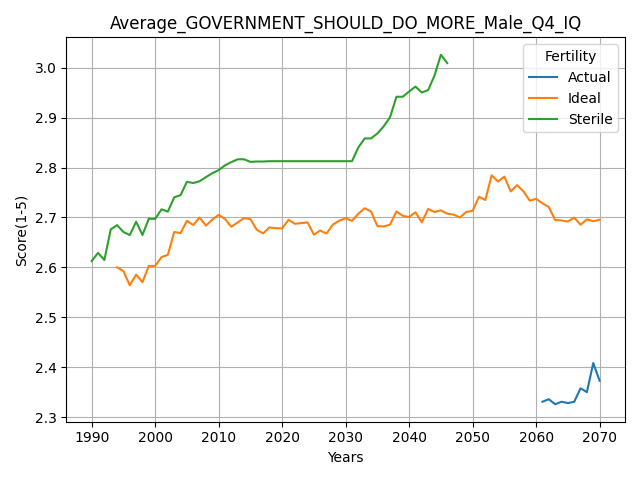 Average_GOVERNMENT_SHOULD_DO_MORE_Male_Q4_IQ
Fertility
Actual
Ideal
Sterile
Score(1-5)
3.0
2.9
2.8
2.7
2.6
2.5
2.4
2.3
1990 2000 2010 2020 2030 2040 2050 2060 2070
Years